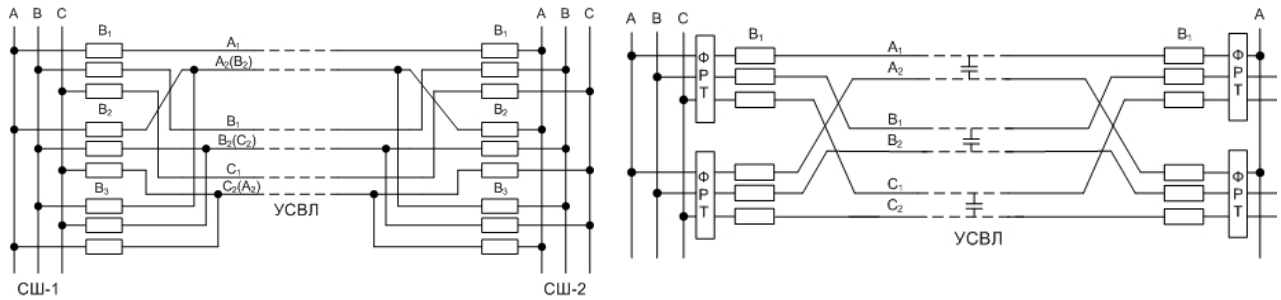 A B C
A B C
B₁
A₁
B₁
A₂(B₂)
B₂
B₁
B₂
B₂(C₂)
C₁
B₃
C₂(A₂)
B₃
УСВЛ
СШ-1
СШ-2
A B C
A
B₁
A₁
B₁
Ф
Р
Т
A₂
Ф
Р
Т
B₁
B₂
Ф
Р
Т
C₁
C₂
Ф
Р
Т
УСВЛ